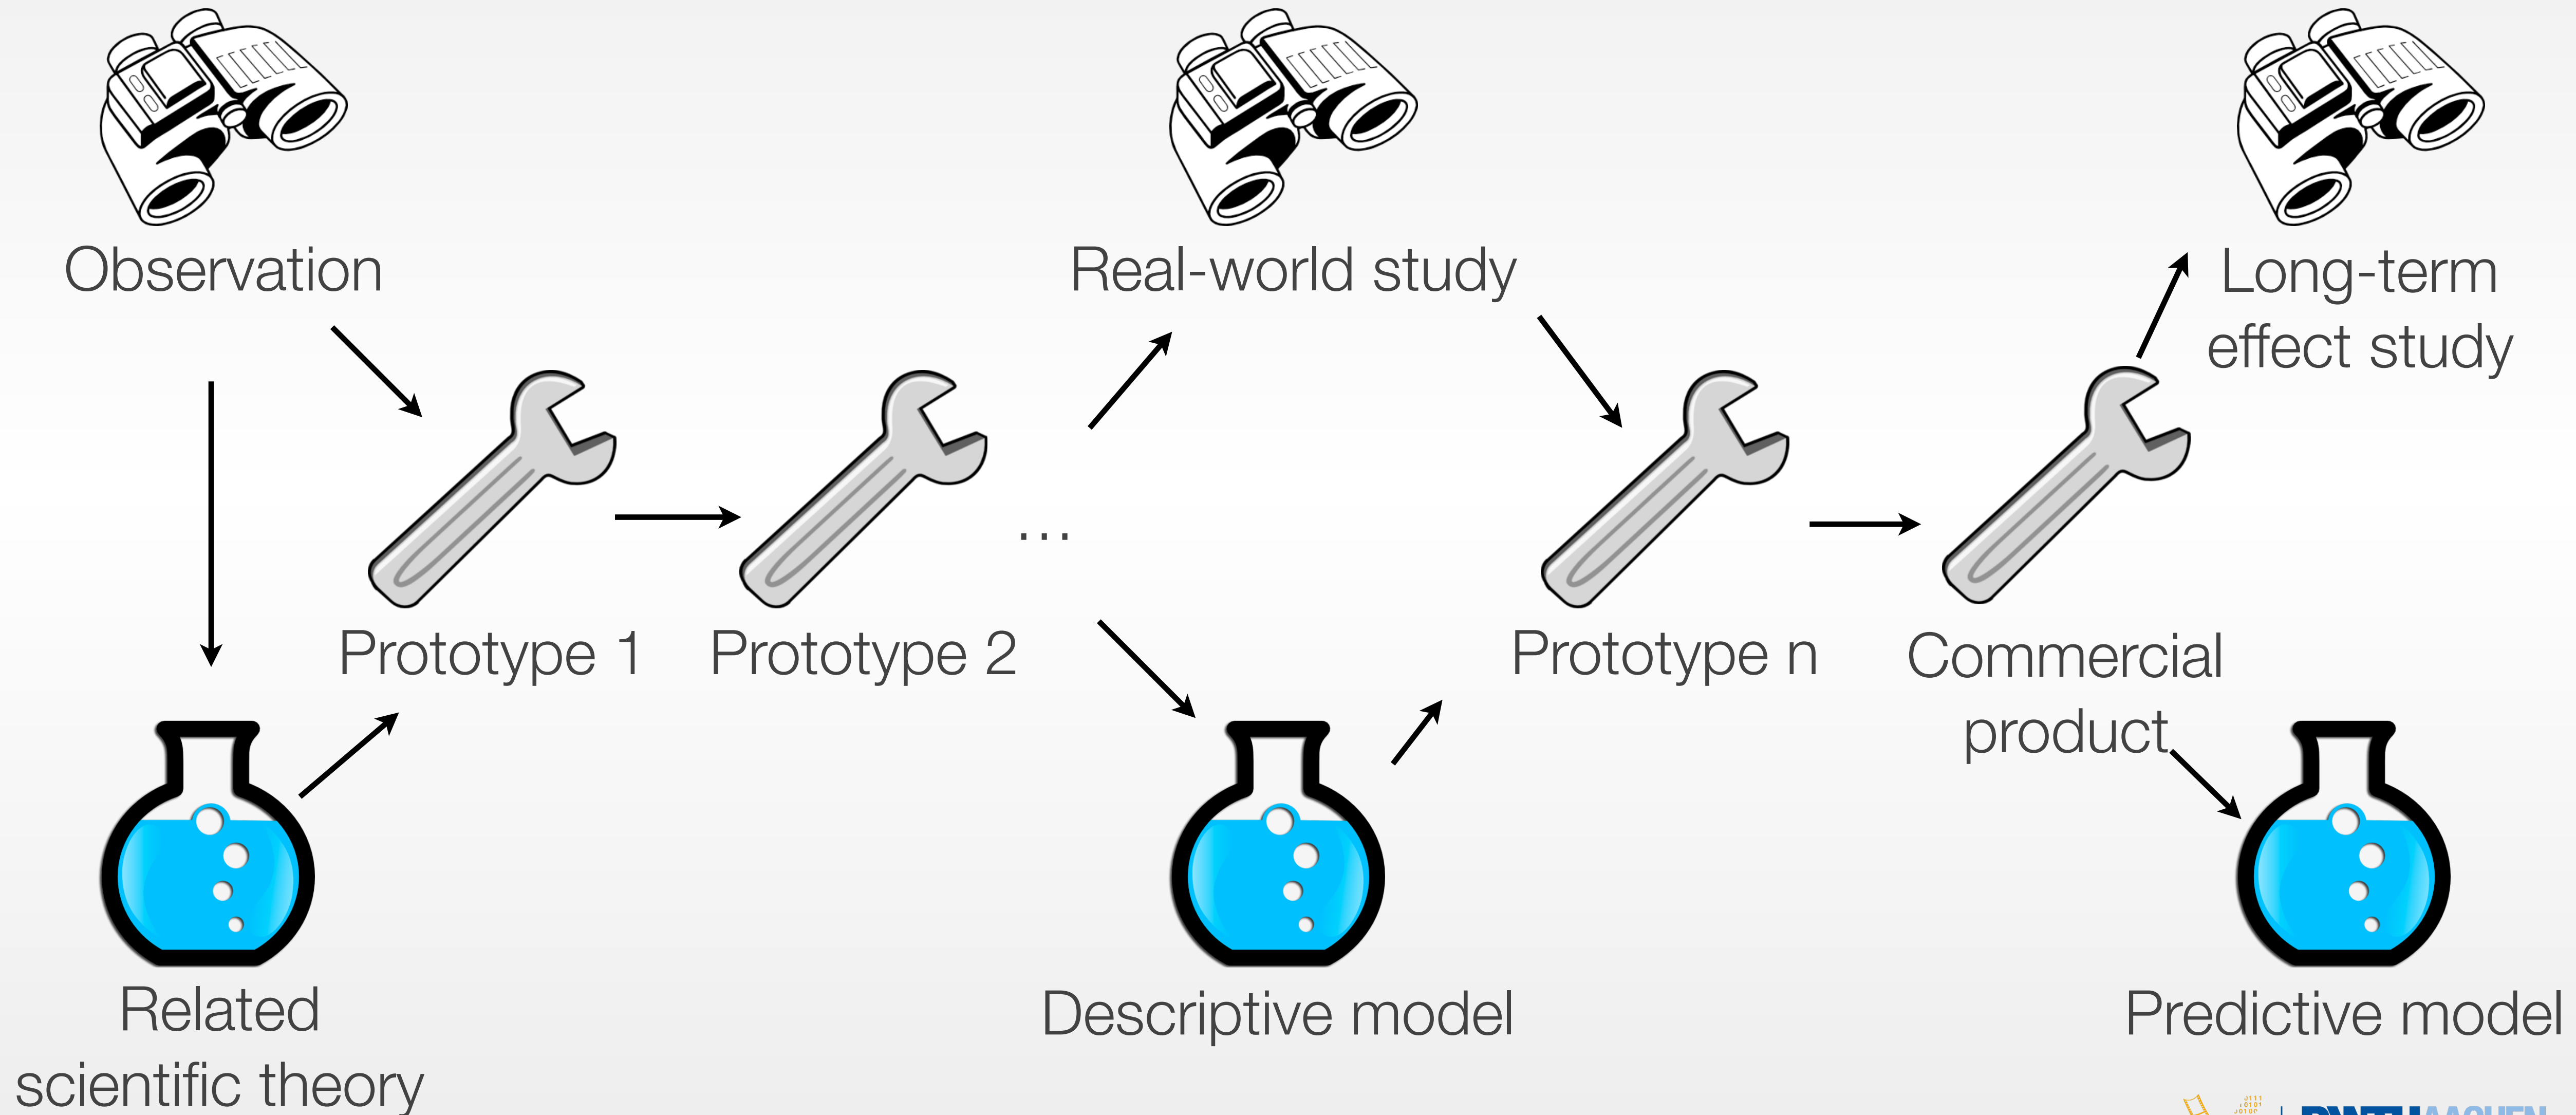 Observation
Real-world study
Long-term
effect study
...
Prototype 1
Prototype 2
Prototype n
Commercial
product
Related
scientific theory
Descriptive model
Predictive model